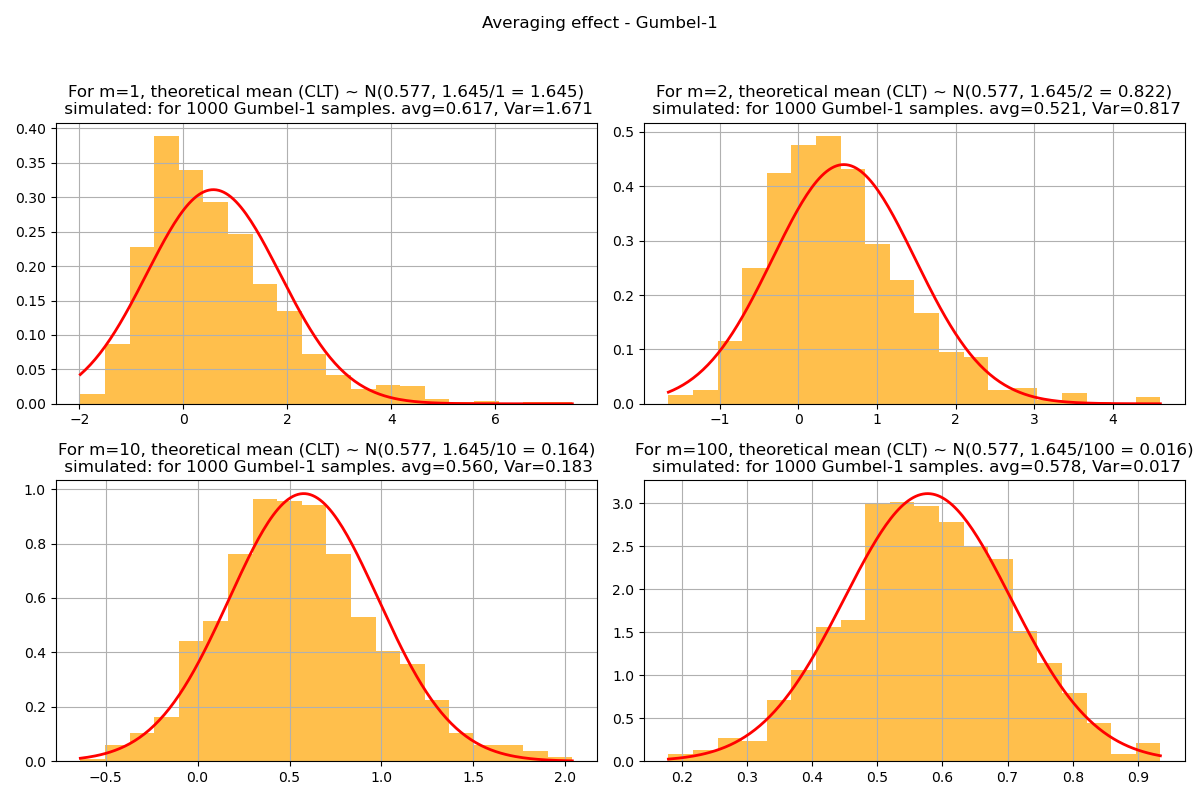 Averaging effect - Gumbel-1
For m=1, theoretical mean (CLT) ~ N(0.577, 1.645/1 = 1.645)
simulated: for 1000 Gumbel-1 samples. avg=0.617, Var=1.671
0.40
0.35
0.30
0.25
0.20
0.15
0.10
0.05
0.00
−2 0 2 4 6
For m=2, theoretical mean (CLT) ~ N(0.577, 1.645/2 = 0.822)
simulated: for 1000 Gumbel-1 samples. avg=0.521, Var=0.817
0.5
0.4
0.3
0.2
0.1
0.0
−1 0 1 2 3 4
For m=10, theoretical mean (CLT) ~ N(0.577, 1.645/10 = 0.164)
simulated: for 1000 Gumbel-1 samples. avg=0.560, Var=0.183
1.0
0.8
0.6
0.4
0.2
0.0
−0.5 0.0 0.5 1.0 1.5 2.0
For m=100, theoretical mean (CLT) ~ N(0.577, 1.645/100 = 0.016)
simulated: for 1000 Gumbel-1 samples. avg=0.578, Var=0.017
3.0
2.5
2.0
1.5
1.0
0.5
0.0
0.2 0.3 0.4 0.5 0.6 0.7 0.8 0.9